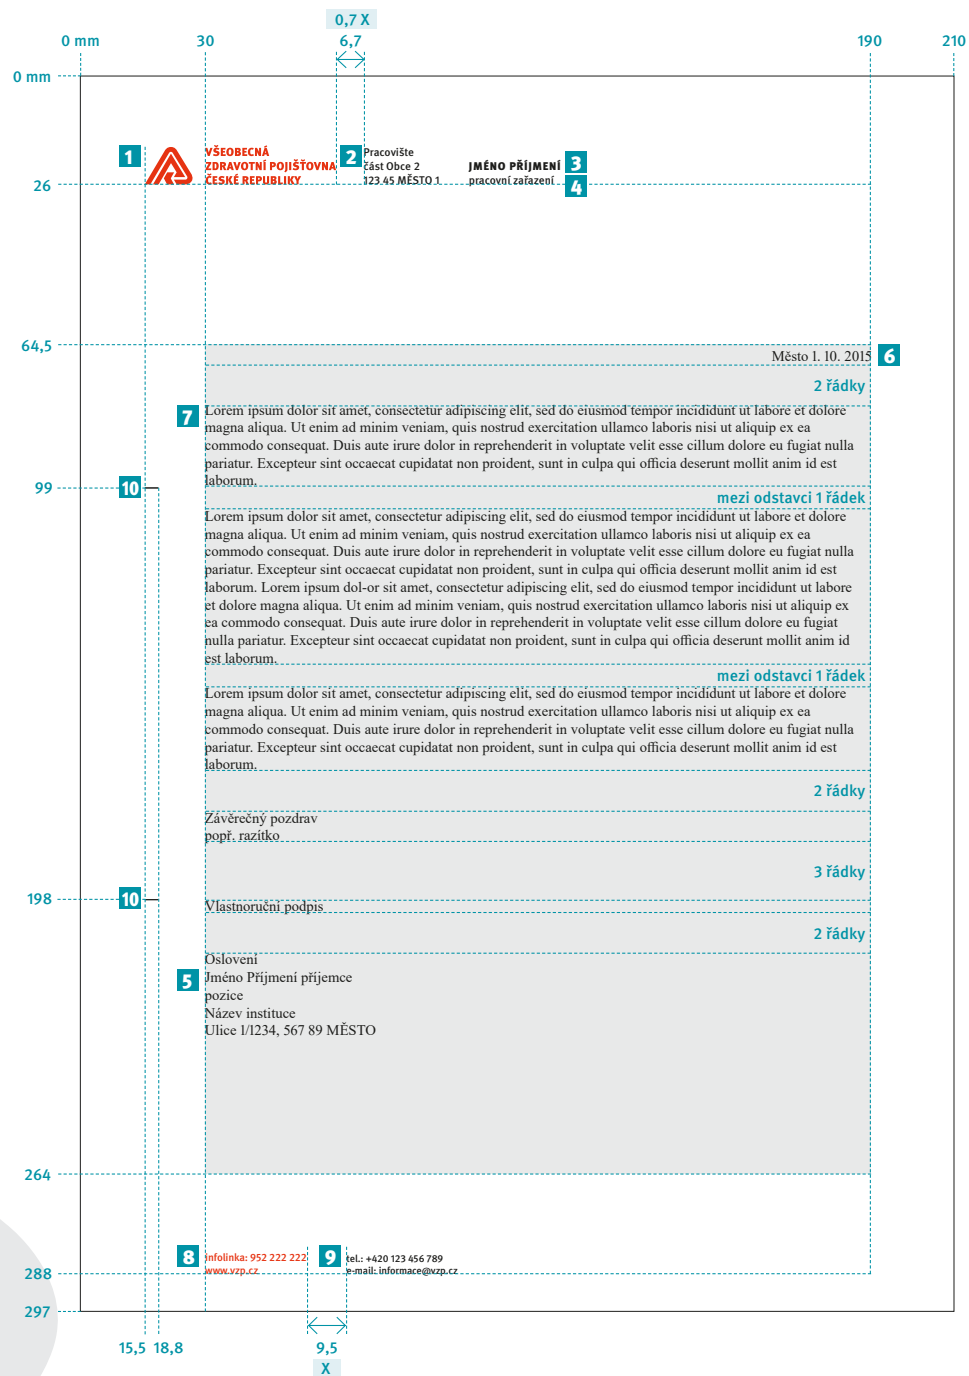 0,7 X
0 mm 30 6,7 190 210
0 mm
1 VŠEOBECNÁ
ZDRAVOTNÍ POJIŠŤOVNA
ČESKÉ REPUBLIKY
2 Pracoviště
část Obce 2
123 45 MĚSTO 1
JMÉNO PŘÍJMENÍ 3
pracovní zařazení 4
26
64,5
Město 1. 10. 2015 6
2 řádky
7 Lorem ipsum dolor sit amet, consectetur adipiscing elit, sed do eiusmod tempor incididunt ut labore et dolore
magna aliqua. Ut enim ad minim veniam, quis nostrud exercitation ullamco laboris nisi ut aliquip ex ea
commodo consequat. Duis aute irure dolor in reprehenderit in voluptate velit esse cillum dolore eu fugiat nulla
pariatur. Excepteur sint occaecat cupidatat non proident, sunt in culpa qui officia deserunt mollit anim id est
laborum.
99 10
mezi odstavci 1 řádek
Lorem ipsum dolor sit amet, consectetur adipiscing elit, sed do eiusmod tempor incididunt ut labore et dolore
magna aliqua. Ut enim ad minim veniam, quis nostrud exercitation ullamco laboris nisi ut aliquip ex ea
commodo consequat. Duis aute irure dolor in reprehenderit in voluptate velit esse cillum dolore eu fugiat nulla
pariatur. Excepteur sint occaecat cupidatat non proident, sunt in culpa qui officia deserunt mollit anim id est
laborum. Lorem ipsum dol-or sit amet, consectetur adipiscing elit, sed do eiusmod tempor incididunt ut labore
et dolore magna aliqua. Ut enim ad minim veniam, quis nostrud exercitation ullamco laboris nisi ut aliquip ex
ea commodo consequat. Duis aute irure dolor in reprehenderit in voluptate velit esse cillum dolore eu fugiat
nulla pariatur. Excepteur sint occaecat cupidatat non proident, sunt in culpa qui officia deserunt mollit anim id
est laborum.
mezi odstavci 1 řádek
Lorem ipsum dolor sit amet, consectetur adipiscing elit, sed do eiusmod tempor incididunt ut labore et dolore
magna aliqua. Ut enim ad minim veniam, quis nostrud exercitation ullamco laboris nisi ut aliquip ex ea
commodo consequat. Duis aute irure dolor in reprehenderit in voluptate velit esse cillum dolore eu fugiat nulla
pariatur. Excepteur sint occaecat cupidatat non proident, sunt in culpa qui officia deserunt mollit anim id est
laborum.
2 řádky
Závěrečný pozdrav
popř. razítko
3 řádky
198 10
Vlastnoruční podpis
2 řádky
Oslovení
5 Jméno Příjmení příjemce
pozice
Název instituce
Ulice 1/1234, 567 89 MĚSTO
264
8 infolinka: 952 222 222
www.vzp.cz
9 tel.: +420 123 456 789
e-mail: informace@vzp.cz
288
297
15,5 18,8 9,5
X